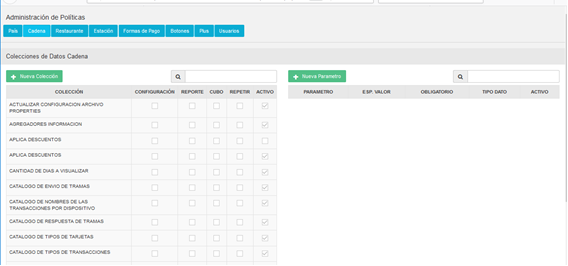 Administración de Políticas
País Cadena Restaurante Estación Formas de Pago Botones Plus Usuarios
Colecciones de Datos Cadena
+ Nueva Colección
+ Nueva Parametro
COLECCIÓN CONFIGURACIÓN REPORTE CUBO REPETIR ACTIVO
PARAMETRO ESP. VALOR OBLIGATORIO TIPO DATO ACTIVO
ACTUALIZAR CONFIGURACION ARCHIVO
PROPERTIES
AGREGADORES INFORMACION
APLICA DESCUENTOS
APLICA DESCUENTOS
CANTIDAD DE DIAS A VISUALIZAR
CATALOGO DE ENVIO DE TRAMAS
CATALOGO DE NOMBRES DE LAS
TRANSACCIONES POR DISPOSITIVO
CATALOGO DE RESPUESTA DE TRAMAS
CATALOGO DE TIPOS DE TARJETAS
CATALOGO DE TIPOS DE TRANSACCIONES